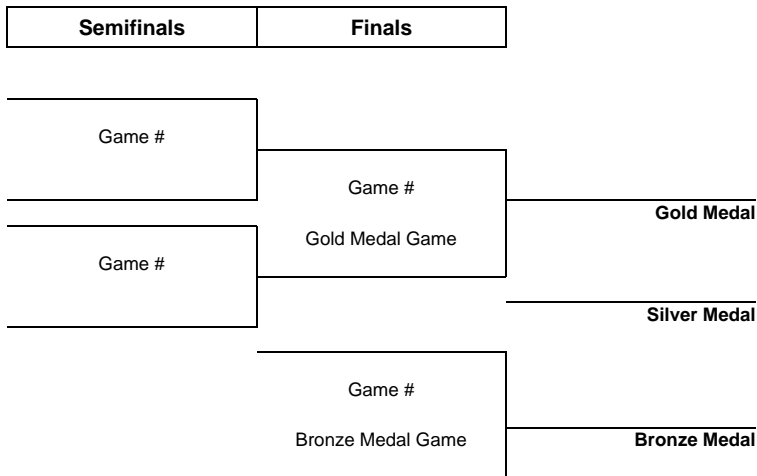 Semifinals Finals
Game #
Game #
Gold Medal
Gold Medal Game
Game #
Silver Medal
Game #
Bronze Medal Game Bronze Medal